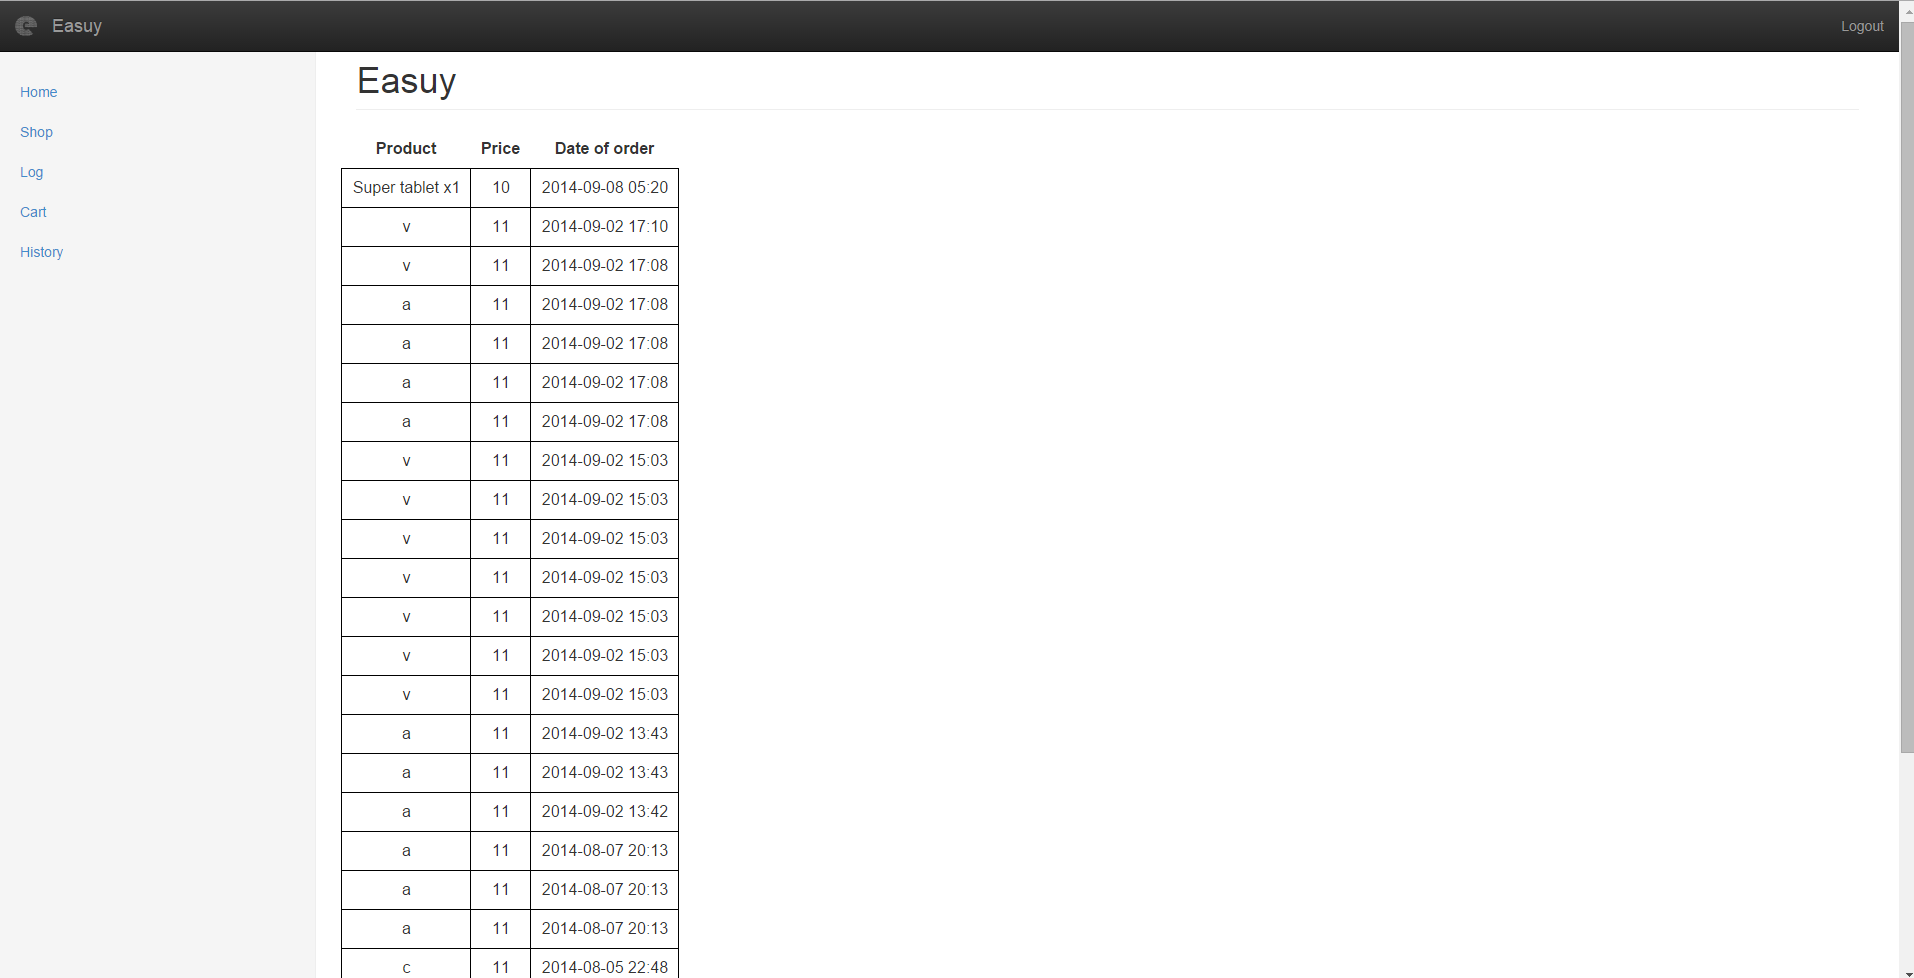 Easuy
Logout
Home
Shop
Log
Cart
History
Easuy
Product Price Date of order
Super tablet x1 10 2014-09-08 05:20
v 11 2014-09-02 17:10
v 11 2014-09-02 17:08
a 11 2014-09-02 17:08
a 11 2014-09-02 17:08
a 11 2014-09-02 17:08
a 11 2014-09-02 17:08
v 11 2014-09-02 15:03
v 11 2014-09-02 15:03
v 11 2014-09-02 15:03
v 11 2014-09-02 15:03
v 11 2014-09-02 15:03
v 11 2014-09-02 15:03
v 11 2014-09-02 15:03
a 11 2014-09-02 13:43
a 11 2014-09-02 13:43
a 11 2014-09-02 13:42
a 11 2014-08-07 20:13
a 11 2014-08-07 20:13
a 11 2014-08-07 20:13
c 11 2014-08-05 22:48